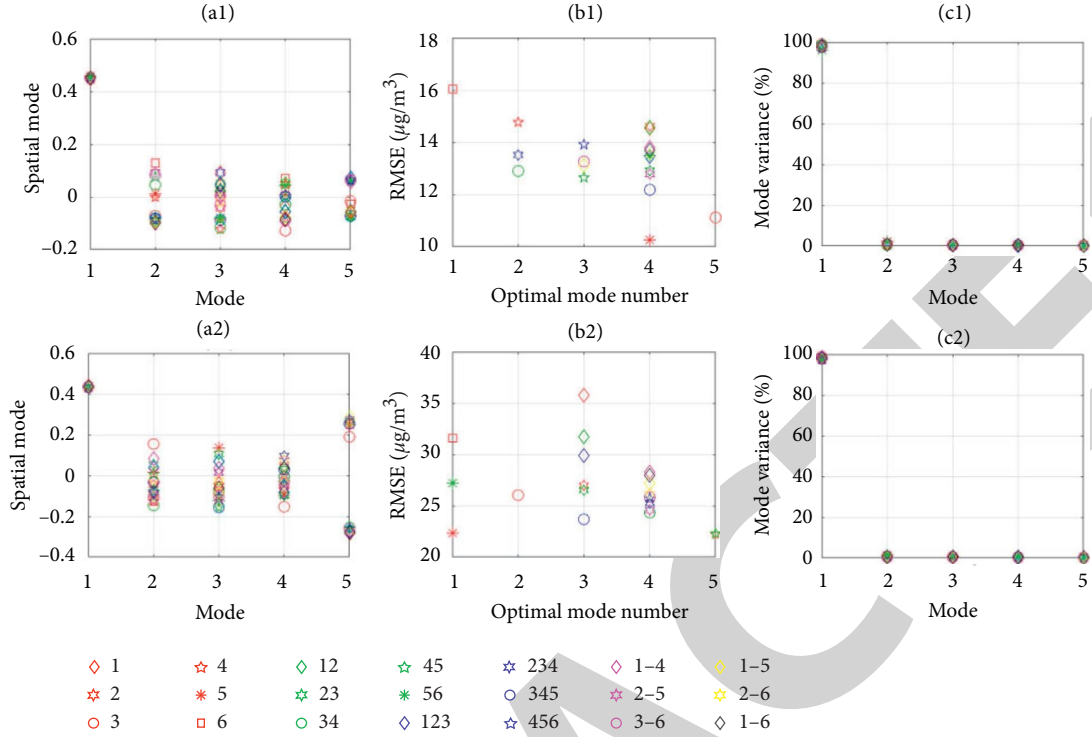 (a1)
0.6
0.4
0.2
0
−0.2
Spatial mode
1 2 3 4 5
Mode
(b1)
18
16
14
12
10
RMSE (μg/m³)
1 2 3 4 5
Optimal mode number
(c1)
100
80
60
40
20
0
Mode variance (%)
1 2 3 4 5
Mode
(a2)
0.6
0.4
0.2
0
−0.2
−0.4
Spatial mode
1 2 3 4 5
Mode
(b2)
40
35
30
25
20
RMSE (μg/m³)
1 2 3 4 5
Optimal mode number
(c2)
100
80
60
40
20
0
Mode variance (%)
1 2 3 4 5
Mode
1 4 12 45 234 1–4 1–5
2 5 23 56 345 2–5 2–6
3 6 34 123 456 3–6 1–6